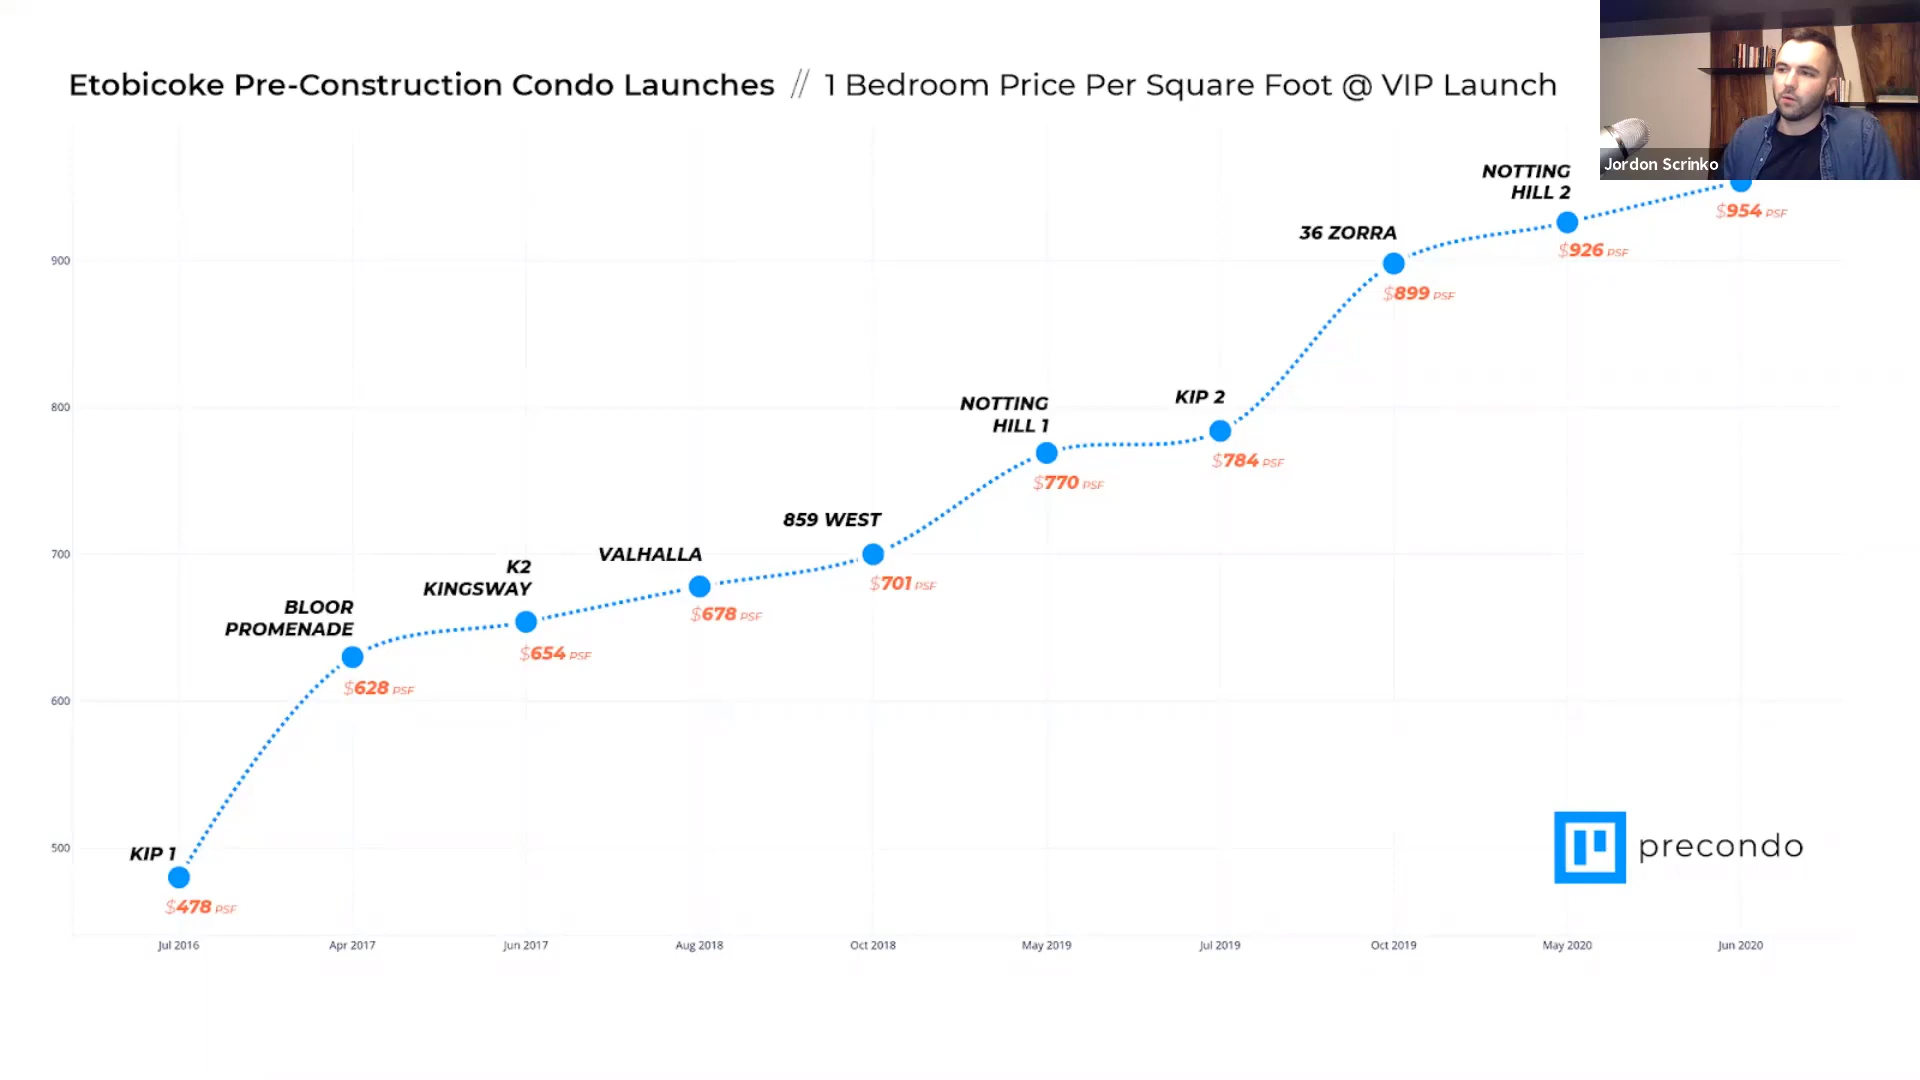 Etobicoke Pre-Construction Condo Launches // 1 Bedroom Price Per Square Foot @ VIP Launch
Jordon Scrinko
NOTTING
HILL 2
$954 PSF
36 ZORRA
$926 PSF
900
$899 PSF
KIP 2
NOTTING
HILL 1
800
$784 PSF
$770 PSF
859 WEST
VALHALLA
700
K2
KINGSWAY
$701 PSF
BLOOR
PROMENADE
$678 PSF
$654 PSF
$628 PSF
600
precondo
500
KIP 1
$478 PSF
Jul 2016
Apr 2017
Jun 2017
Aug 2018
Oct 2018
May 2019
Jul 2019
Oct 2019
May 2020
Jun 2020